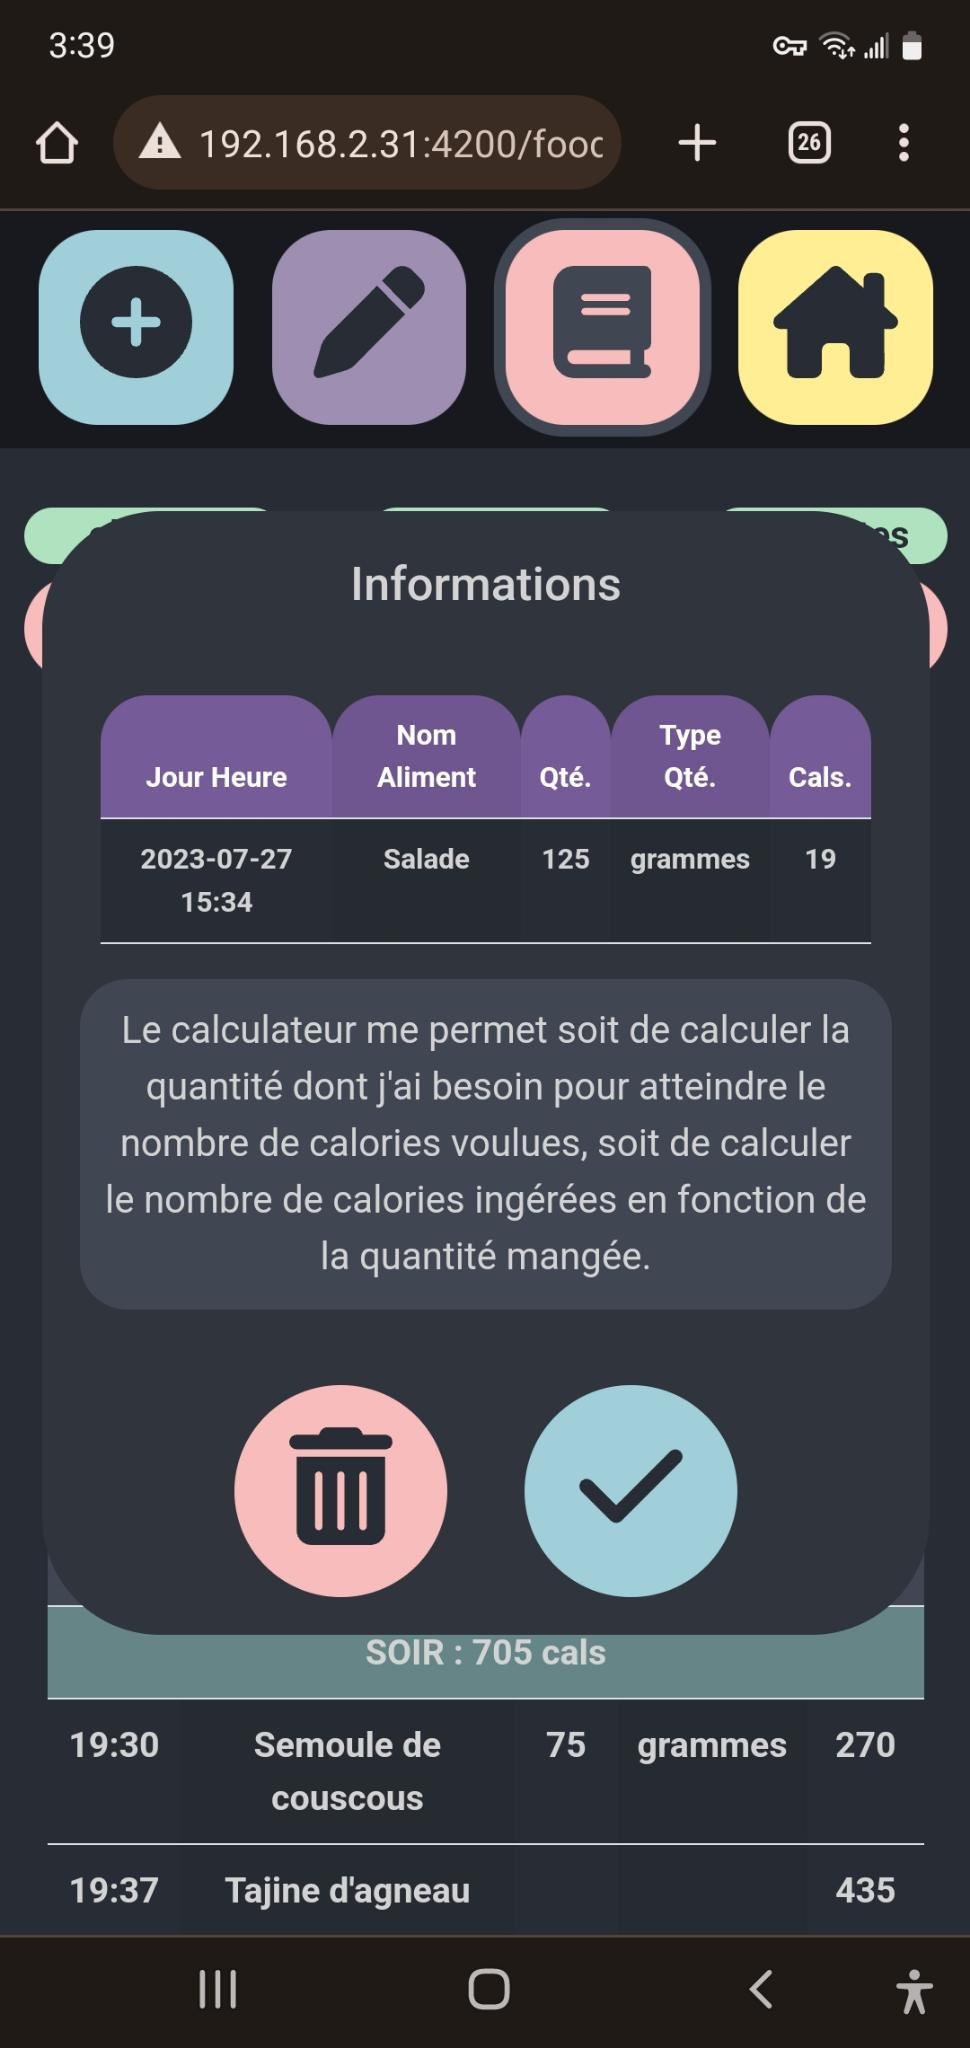 3:39
192.168.2.31:4200/food
26
es
Informations
Jour Heure Nom Aliment Qté. Type Qté. Cals.
2023-07-27 15:34 Salade 125 grammes 19
Le calculateur me permet soit de calculer la
quantité dont j'ai besoin pour atteindre le
nombre de calories voulues, soit de calculer
le nombre de calories ingérées en fonction de
la quantité mangée.
SOIR : 705 cals
19:30 Semoule de couscous 75 grammes 270
19:37 Tajine d'agneau 435